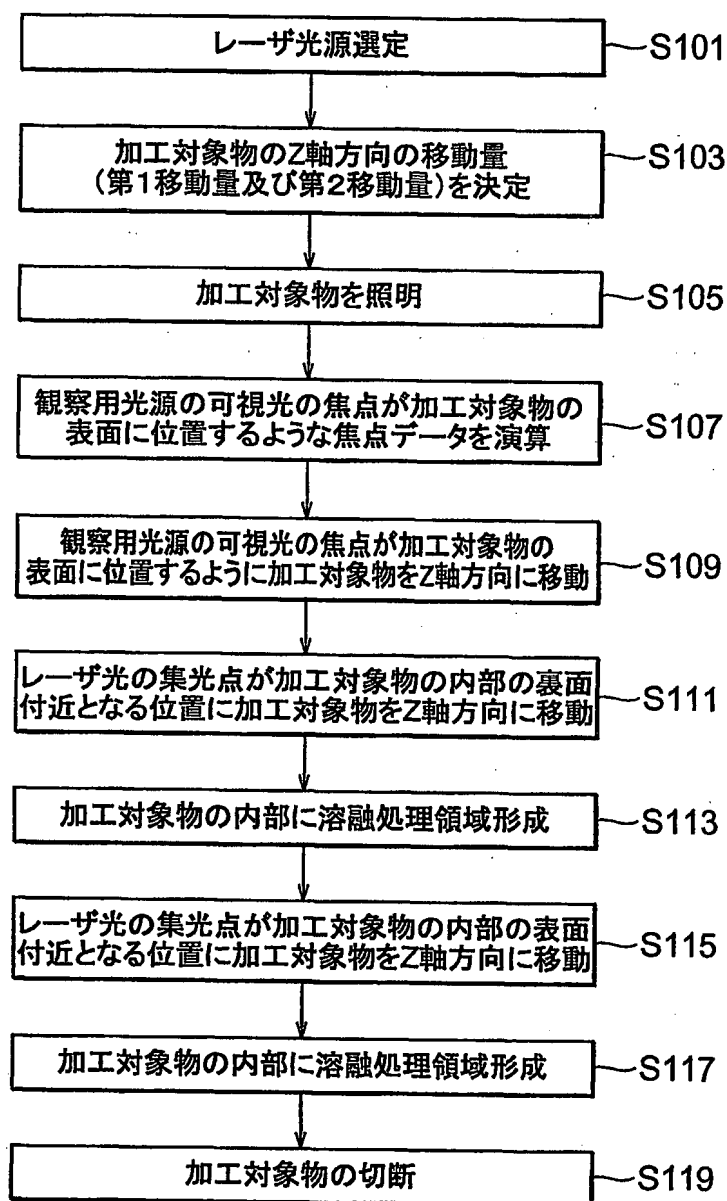 レーザ光源選定
S101
加工対象物のZ軸方向の移動量
(第1移動量及び第2移動量)を決定
S103
加工対象物を照明
S105
観察用光源の可視光の焦点が加工対象物の
表面に位置するような焦点データを演算
S107
観察用光源の可視光の焦点が加工対象物の
表面に位置するように加工対象物をZ軸方向に移動
S109
レーザ光の集光点が加工対象物の内部の裏面
付近となる位置に加工対象物をZ軸方向に移動
S111
加工対象物の内部に溶融処理領域形成
S113
レーザ光の集光点が加工対象物の内部の表面
付近となる位置に加工対象物をZ軸方向に移動
S115
加工対象物の内部に溶融処理領域形成
S117
加工対象物の切断
S119